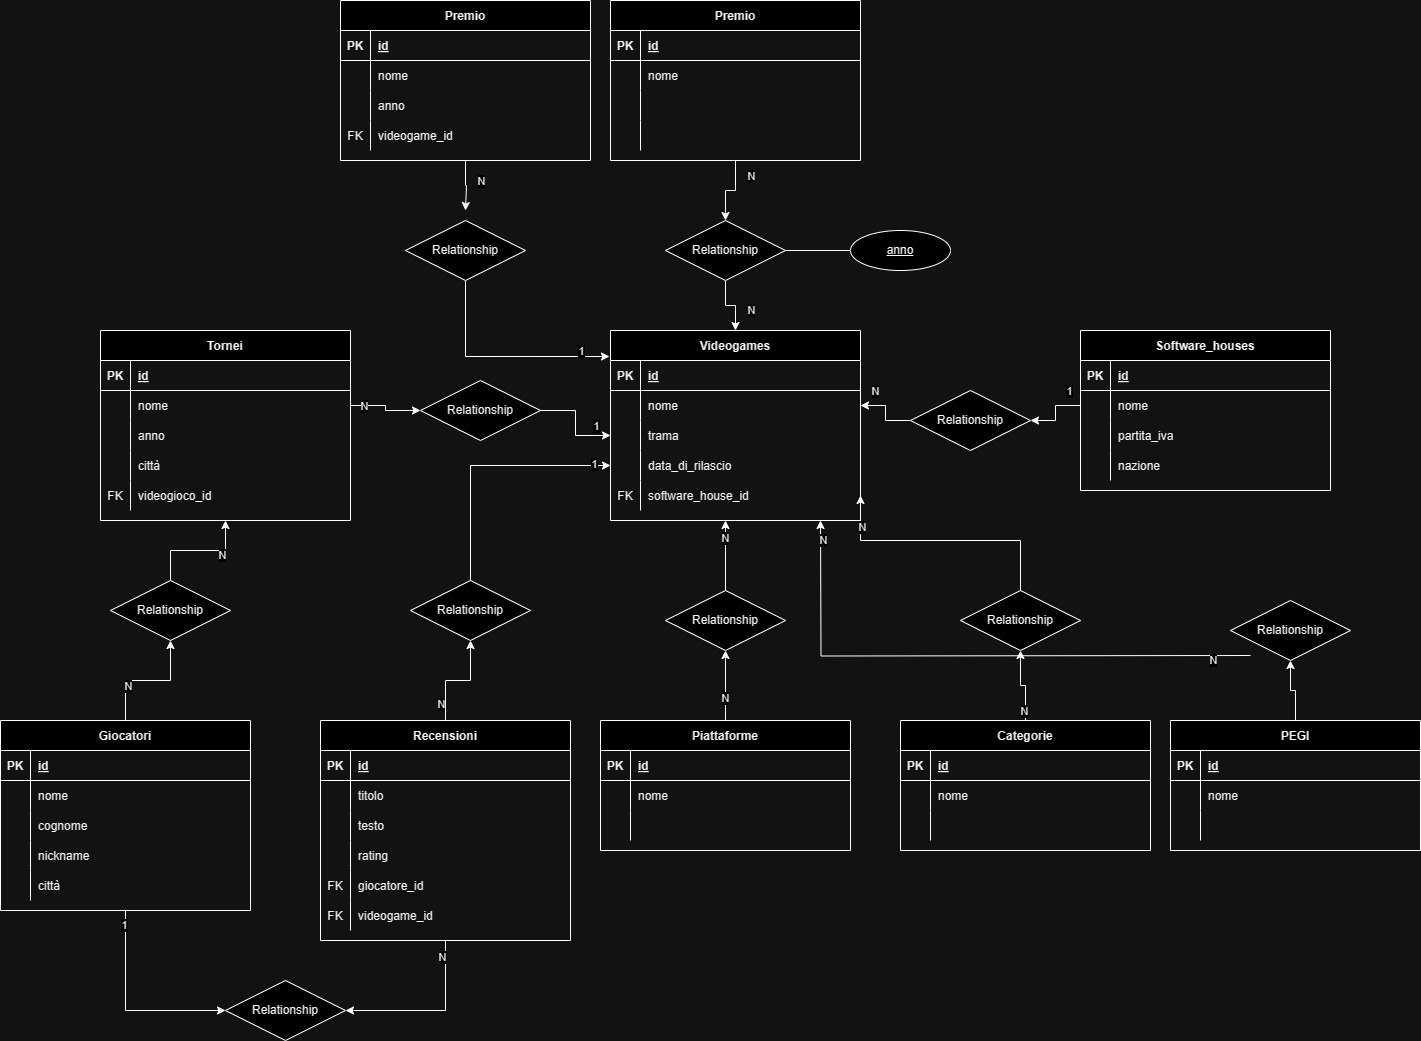 Premio
PK id
nome
anno
FK videogame_id
Premio
PK id
nome
N
N
Relationship
Relationship
anno
N
1
Tornei
PK id
nome
anno
città
FK videogioco_id
N
Relationship
1
1
Videogames
PK id
nome
trama
data_di_rilascio
FK software_house_id
N
Relationship
1
Software_houses
PK id
nome
partita_iva
nazione
N
N
N
N
Relationship
Relationship
Relationship
Relationship
Relationship
N
N
N
N
N
Giocatori
PK id
nome
cognome
nickname
città
1
Recensioni
PK id
titolo
testo
rating
FK giocatore_id
FK videogame_id
N
Piattaforme
PK id
nome
Categorie
PK id
nome
PEGI
PK id
nome
Relationship